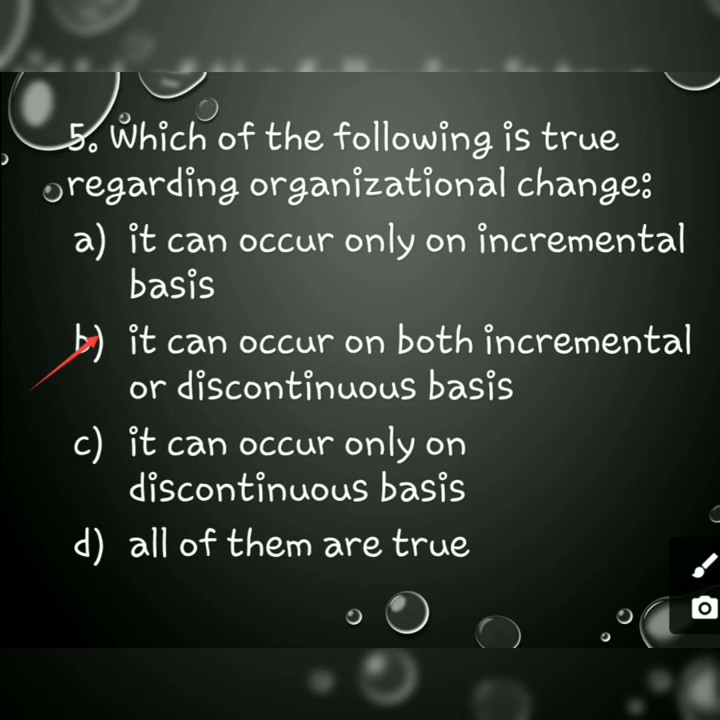 5. Which of the following is true
regarding organizational change:
a) it can occur only on incremental
basis
b) it can occur on both incremental
or discontinuous basis
c) it can occur only on
discontinuous basis
d) all of them are true